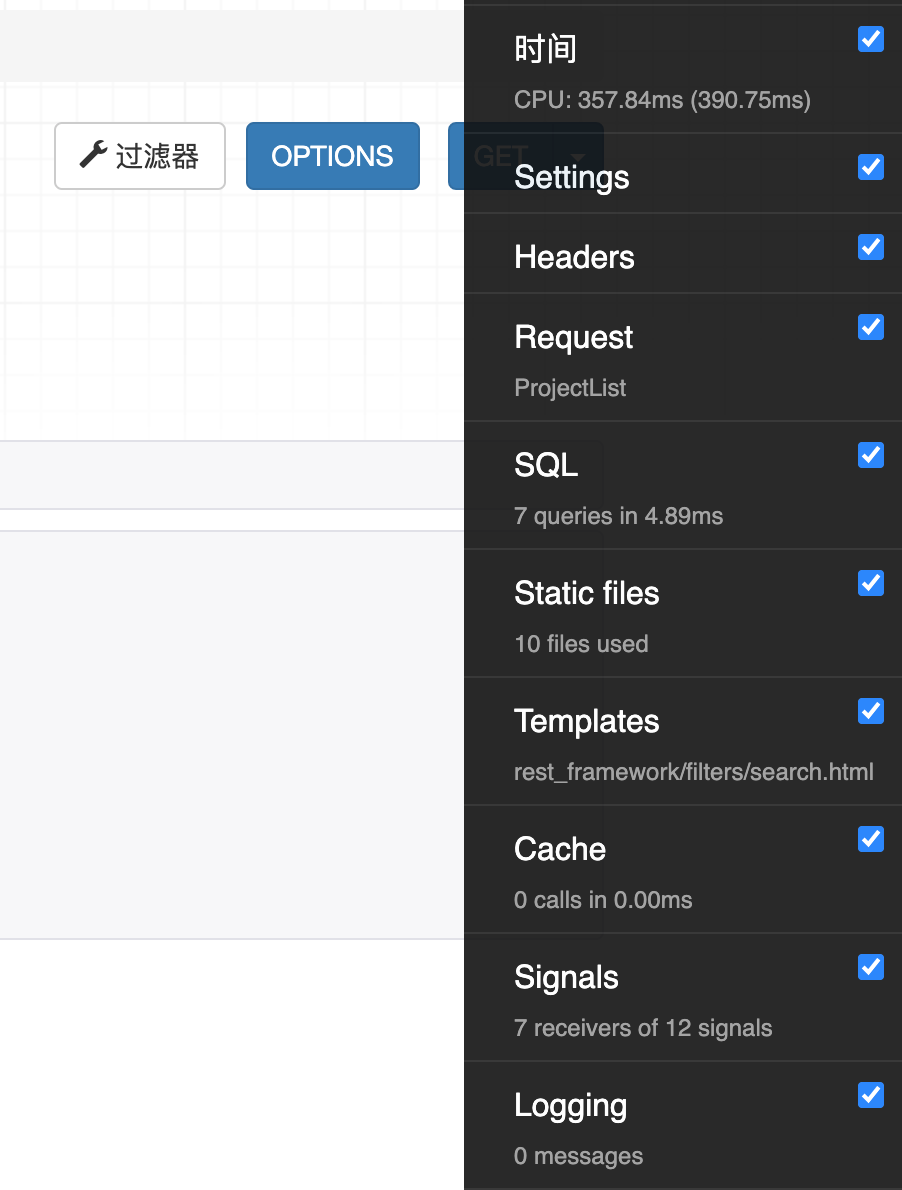 过滤器
OPTIONS
GET
时间
CPU: 357.84ms (390.75ms)
Settings
Headers
Request
ProjectList
SQL
7 queries in 4.89ms
Static files
10 files used
Templates
rest_framework/filters/search.html
Cache
0 calls in 0.00ms
Signals
7 receivers of 12 signals
Logging
0 messages